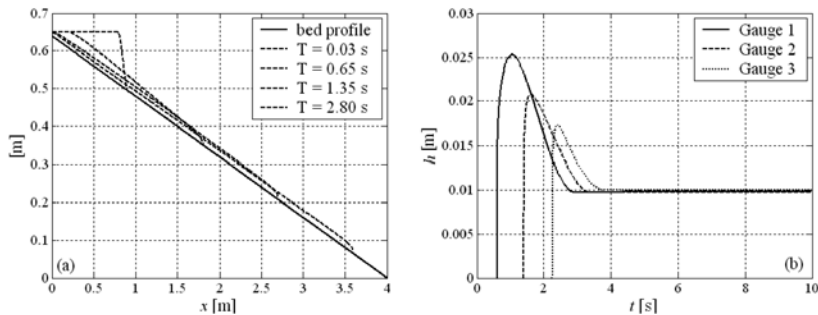 0.7
0.6
0.5
0.4
0.3
0.2
0.1
0
[m]
bed profile
T = 0.03 s
T = 0.65 s
T = 1.35 s
T = 2.80 s
(a)
0 0.5 1 1.5 2 2.5 3 3.5 4
x [m]
0.03
0.025
0.02
0.015
0.01
0.005
0
h [m]
Gauge 1
Gauge 2
Gauge 3
(b)
0 2 4 6 8 10
t [s]